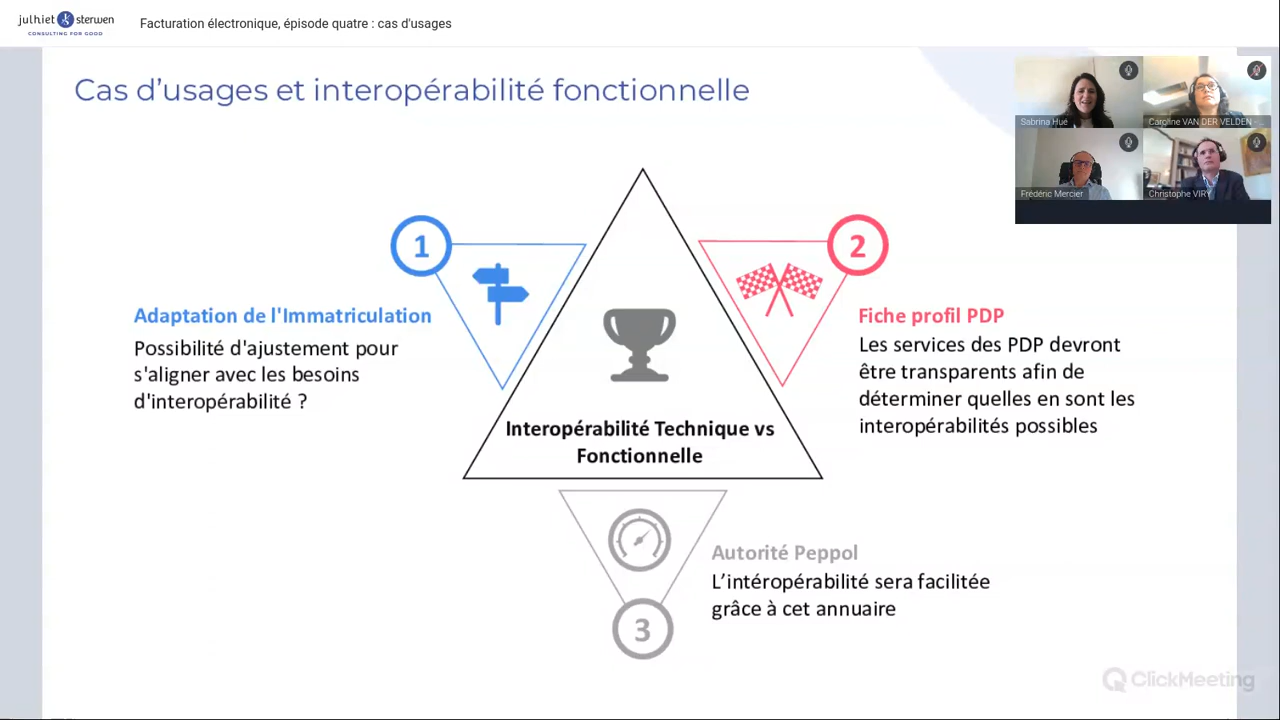 julhiet sterwen
CONSULTING FOR GOOD
Facturation électronique, épisode quatre : cas d'usages
Cas d’usages et interopérabilité fonctionnelle
Sabrina Hué
Caroline VAN DER VELDEN - ...
Frédéric Mercier
Christophe VIRY
1
Adaptation de l'Immatriculation
Possibilité d'ajustement pour
s'aligner avec les besoins
d'interopérabilité ?
2
Fiche profil PDP
Les services des PDP devront
être transparents afin de
déterminer quelles en sont les
interopérabilités possibles
Interopérabilité Technique vs
Fonctionnelle
Autorité Peppol
L’intéropérabilité sera facilitée
grâce à cet annuaire
3
ClickMeeting